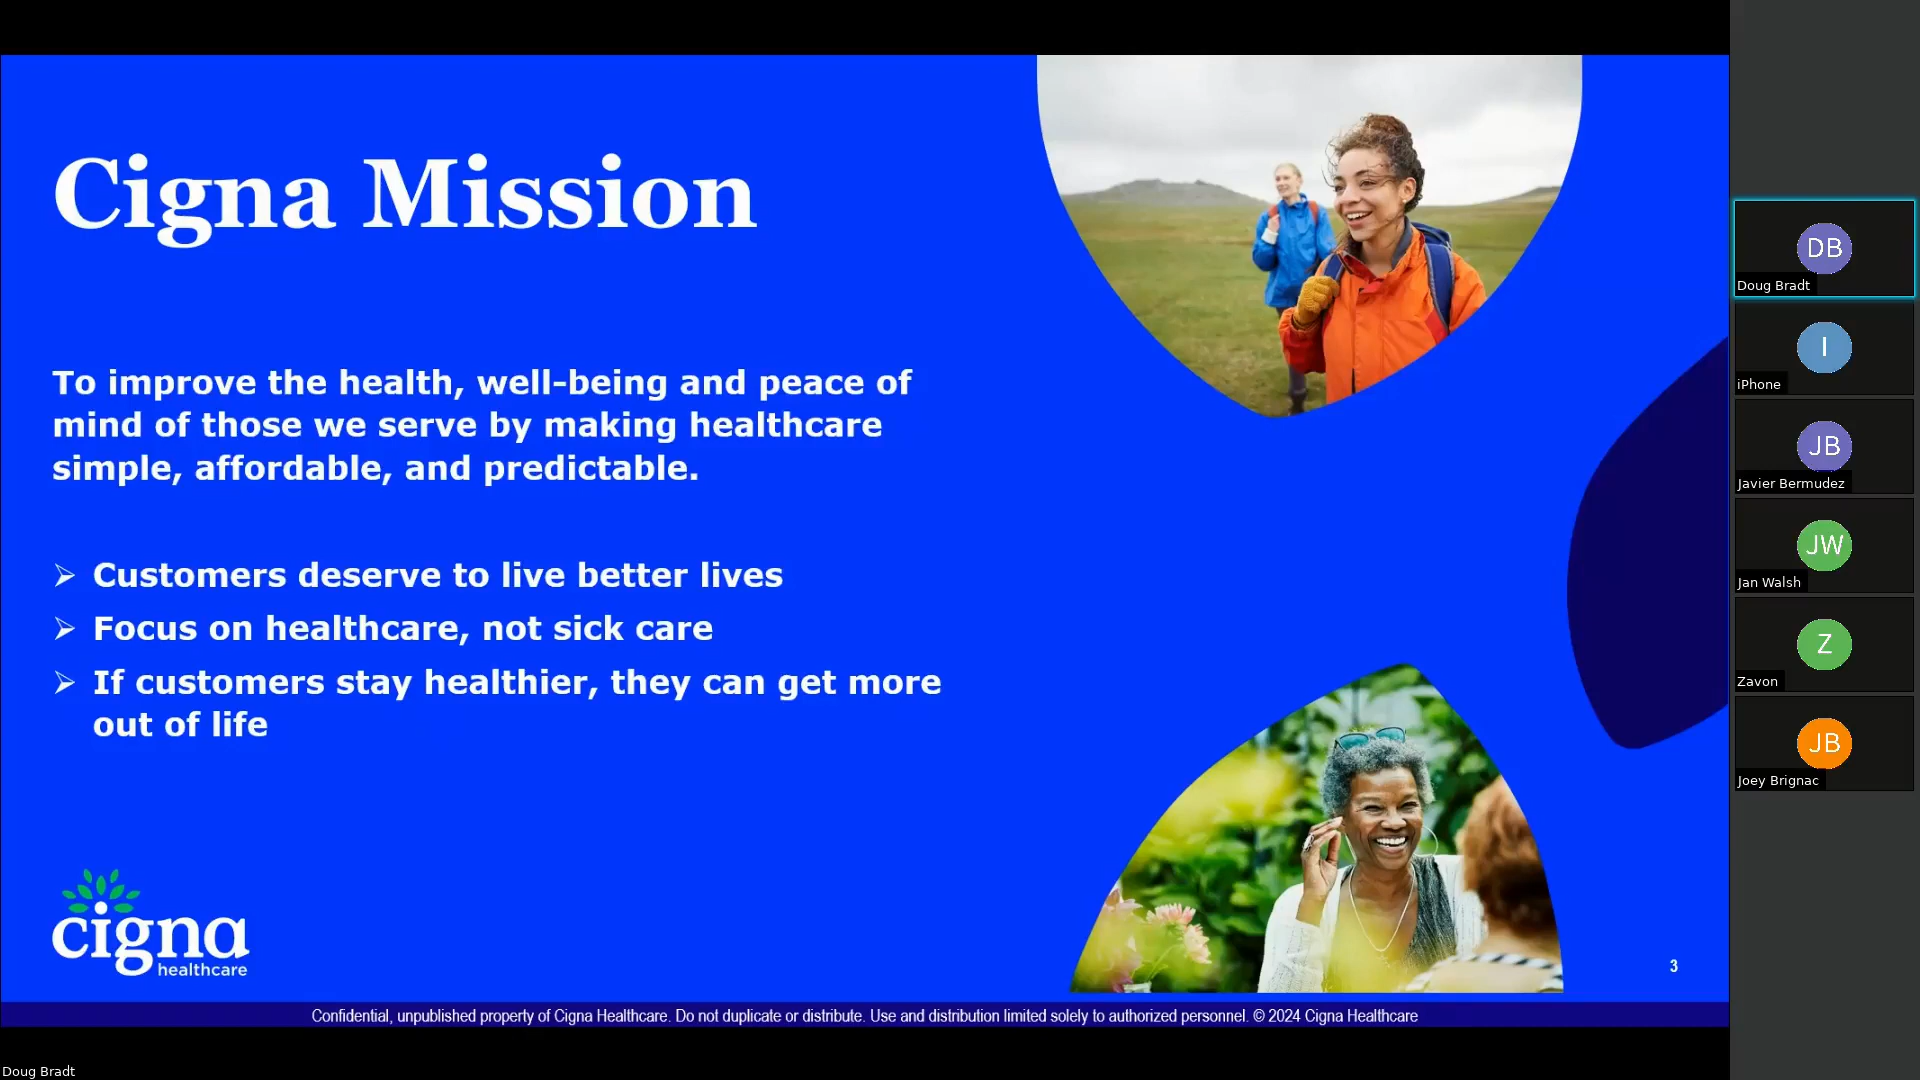 Cigna Mission
To improve the health, well-being and peace of
mind of those we serve by making healthcare
simple, affordable, and predictable.
➢ Customers deserve to live better lives
➢ Focus on healthcare, not sick care
➢ If customers stay healthier, they can get more
out of life
cigna
healthcare
3
Confidential, unpublished property of Cigna Healthcare. Do not duplicate or distribute. Use and distribution limited solely to authorized personnel. © 2024 Cigna Healthcare
Doug Bradt
DB
Doug Bradt
I
iPhone
JB
Javier Bermudez
JW
Jan Walsh
Z
Zavon
JB
Joey Brignac